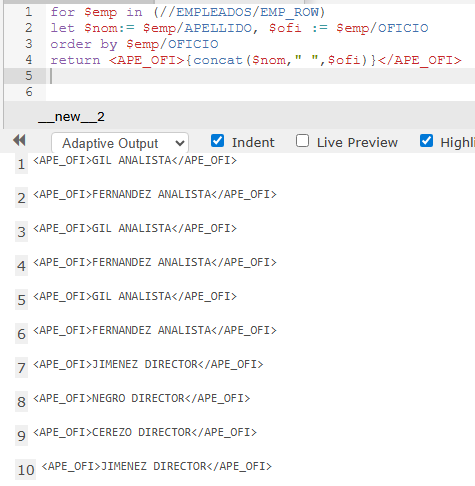 1 for $emp in (//EMPLEADOS/EMP_ROW)
2 let $nom:= $emp/APELLIDO, $ofi := $emp/OFICIO
3 order by $emp/OFICIO
4 return <APE_OFI>{concat($nom," ",$ofi)}</APE_OFI>
5
6
__new__2
Adaptive Output Indent Live Preview Highli
1 <APE_OFI>GIL ANALISTA</APE_OFI>
2 <APE_OFI>FERNANDEZ ANALISTA</APE_OFI>
3 <APE_OFI>GIL ANALISTA</APE_OFI>
4 <APE_OFI>FERNANDEZ ANALISTA</APE_OFI>
5 <APE_OFI>GIL ANALISTA</APE_OFI>
6 <APE_OFI>FERNANDEZ ANALISTA</APE_OFI>
7 <APE_OFI>JIMENEZ DIRECTOR</APE_OFI>
8 <APE_OFI>NEGRO DIRECTOR</APE_OFI>
9 <APE_OFI>CEREZO DIRECTOR</APE_OFI>
10 <APE_OFI>JIMENEZ DIRECTOR</APE_OFI>